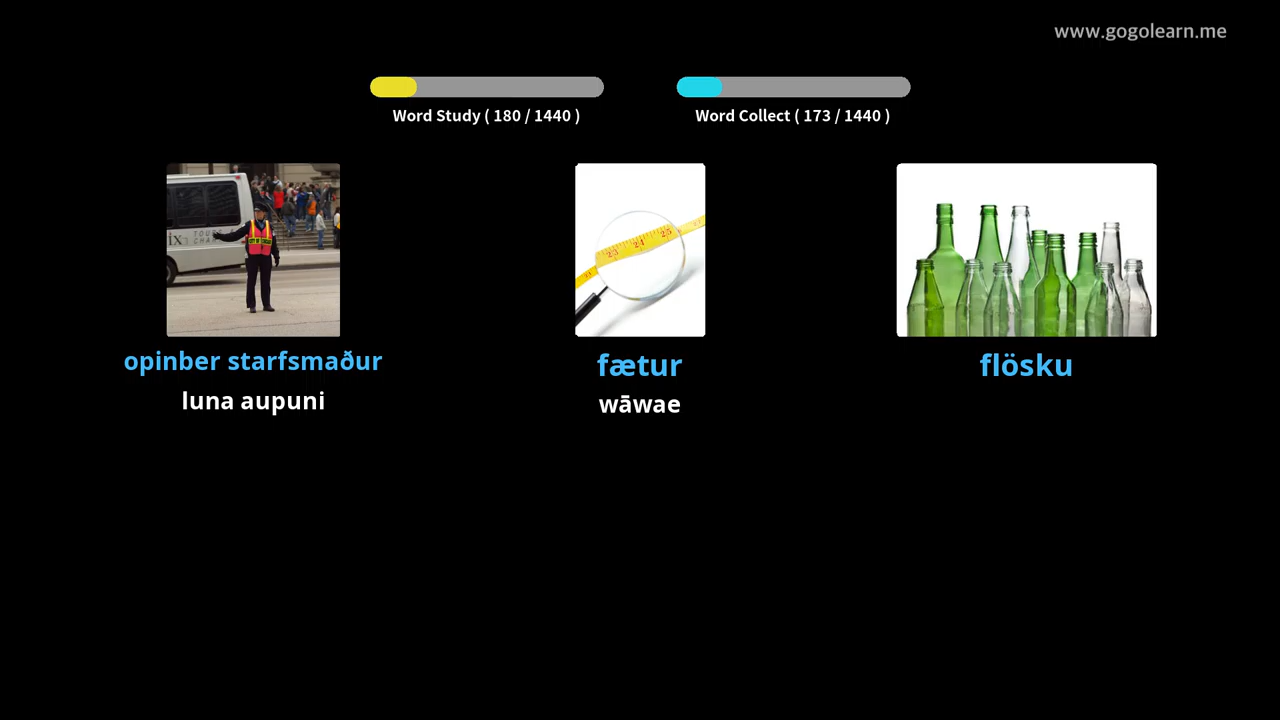 www.gogolearn.me
Word Study ( 180 / 1440 )
Word Collect ( 173 / 1440 )
opinber starfsmaður
luna aupuni
fætur
wāwae
flösku